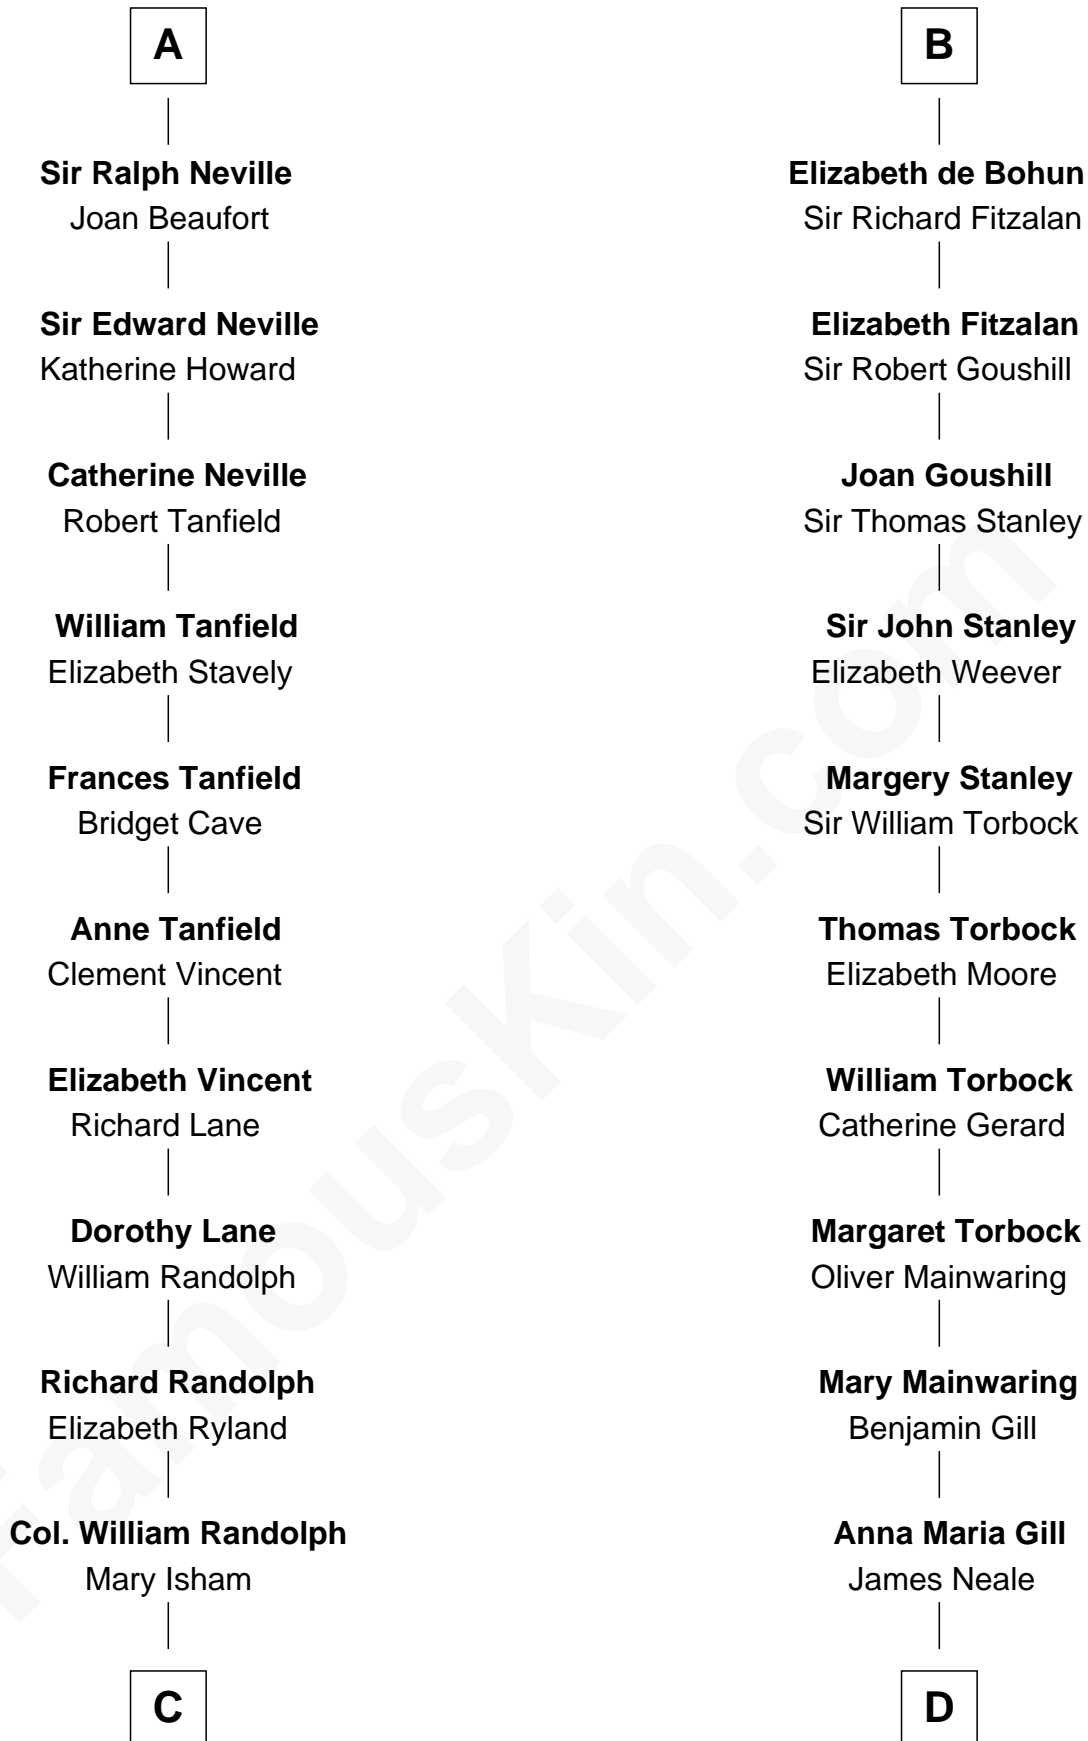 A
Sir Ralph Neville
Joan Beaufort
Sir Edward Neville
Katherine Howard
Catherine Neville
Robert Tanfield
William Tanfield
Elizabeth Stavely
Frances Tanfield
Bridget Cave
Anne Tanfield
Clement Vincent
Elizabeth Vincent
Richard Lane
Dorothy Lane
William Randolph
Richard Randolph
Elizabeth Ryland
Col. William Randolph
Mary Isham
C
B
Elizabeth de Bohun
Sir Richard Fitzalan
Elizabeth Fitzalan
Sir Robert Goushill
Joan Goushill
Sir Thomas Stanley
Sir John Stanley
Elizabeth Weever
Margery Stanley
Sir William Torbock
Thomas Torbock
Elizabeth Moore
William Torbock
Catherine Gerard
Margaret Torbock
Oliver Mainwaring
Mary Mainwaring
Benjamin Gill
Anna Maria Gill
James Neale
D
FamousKin.com